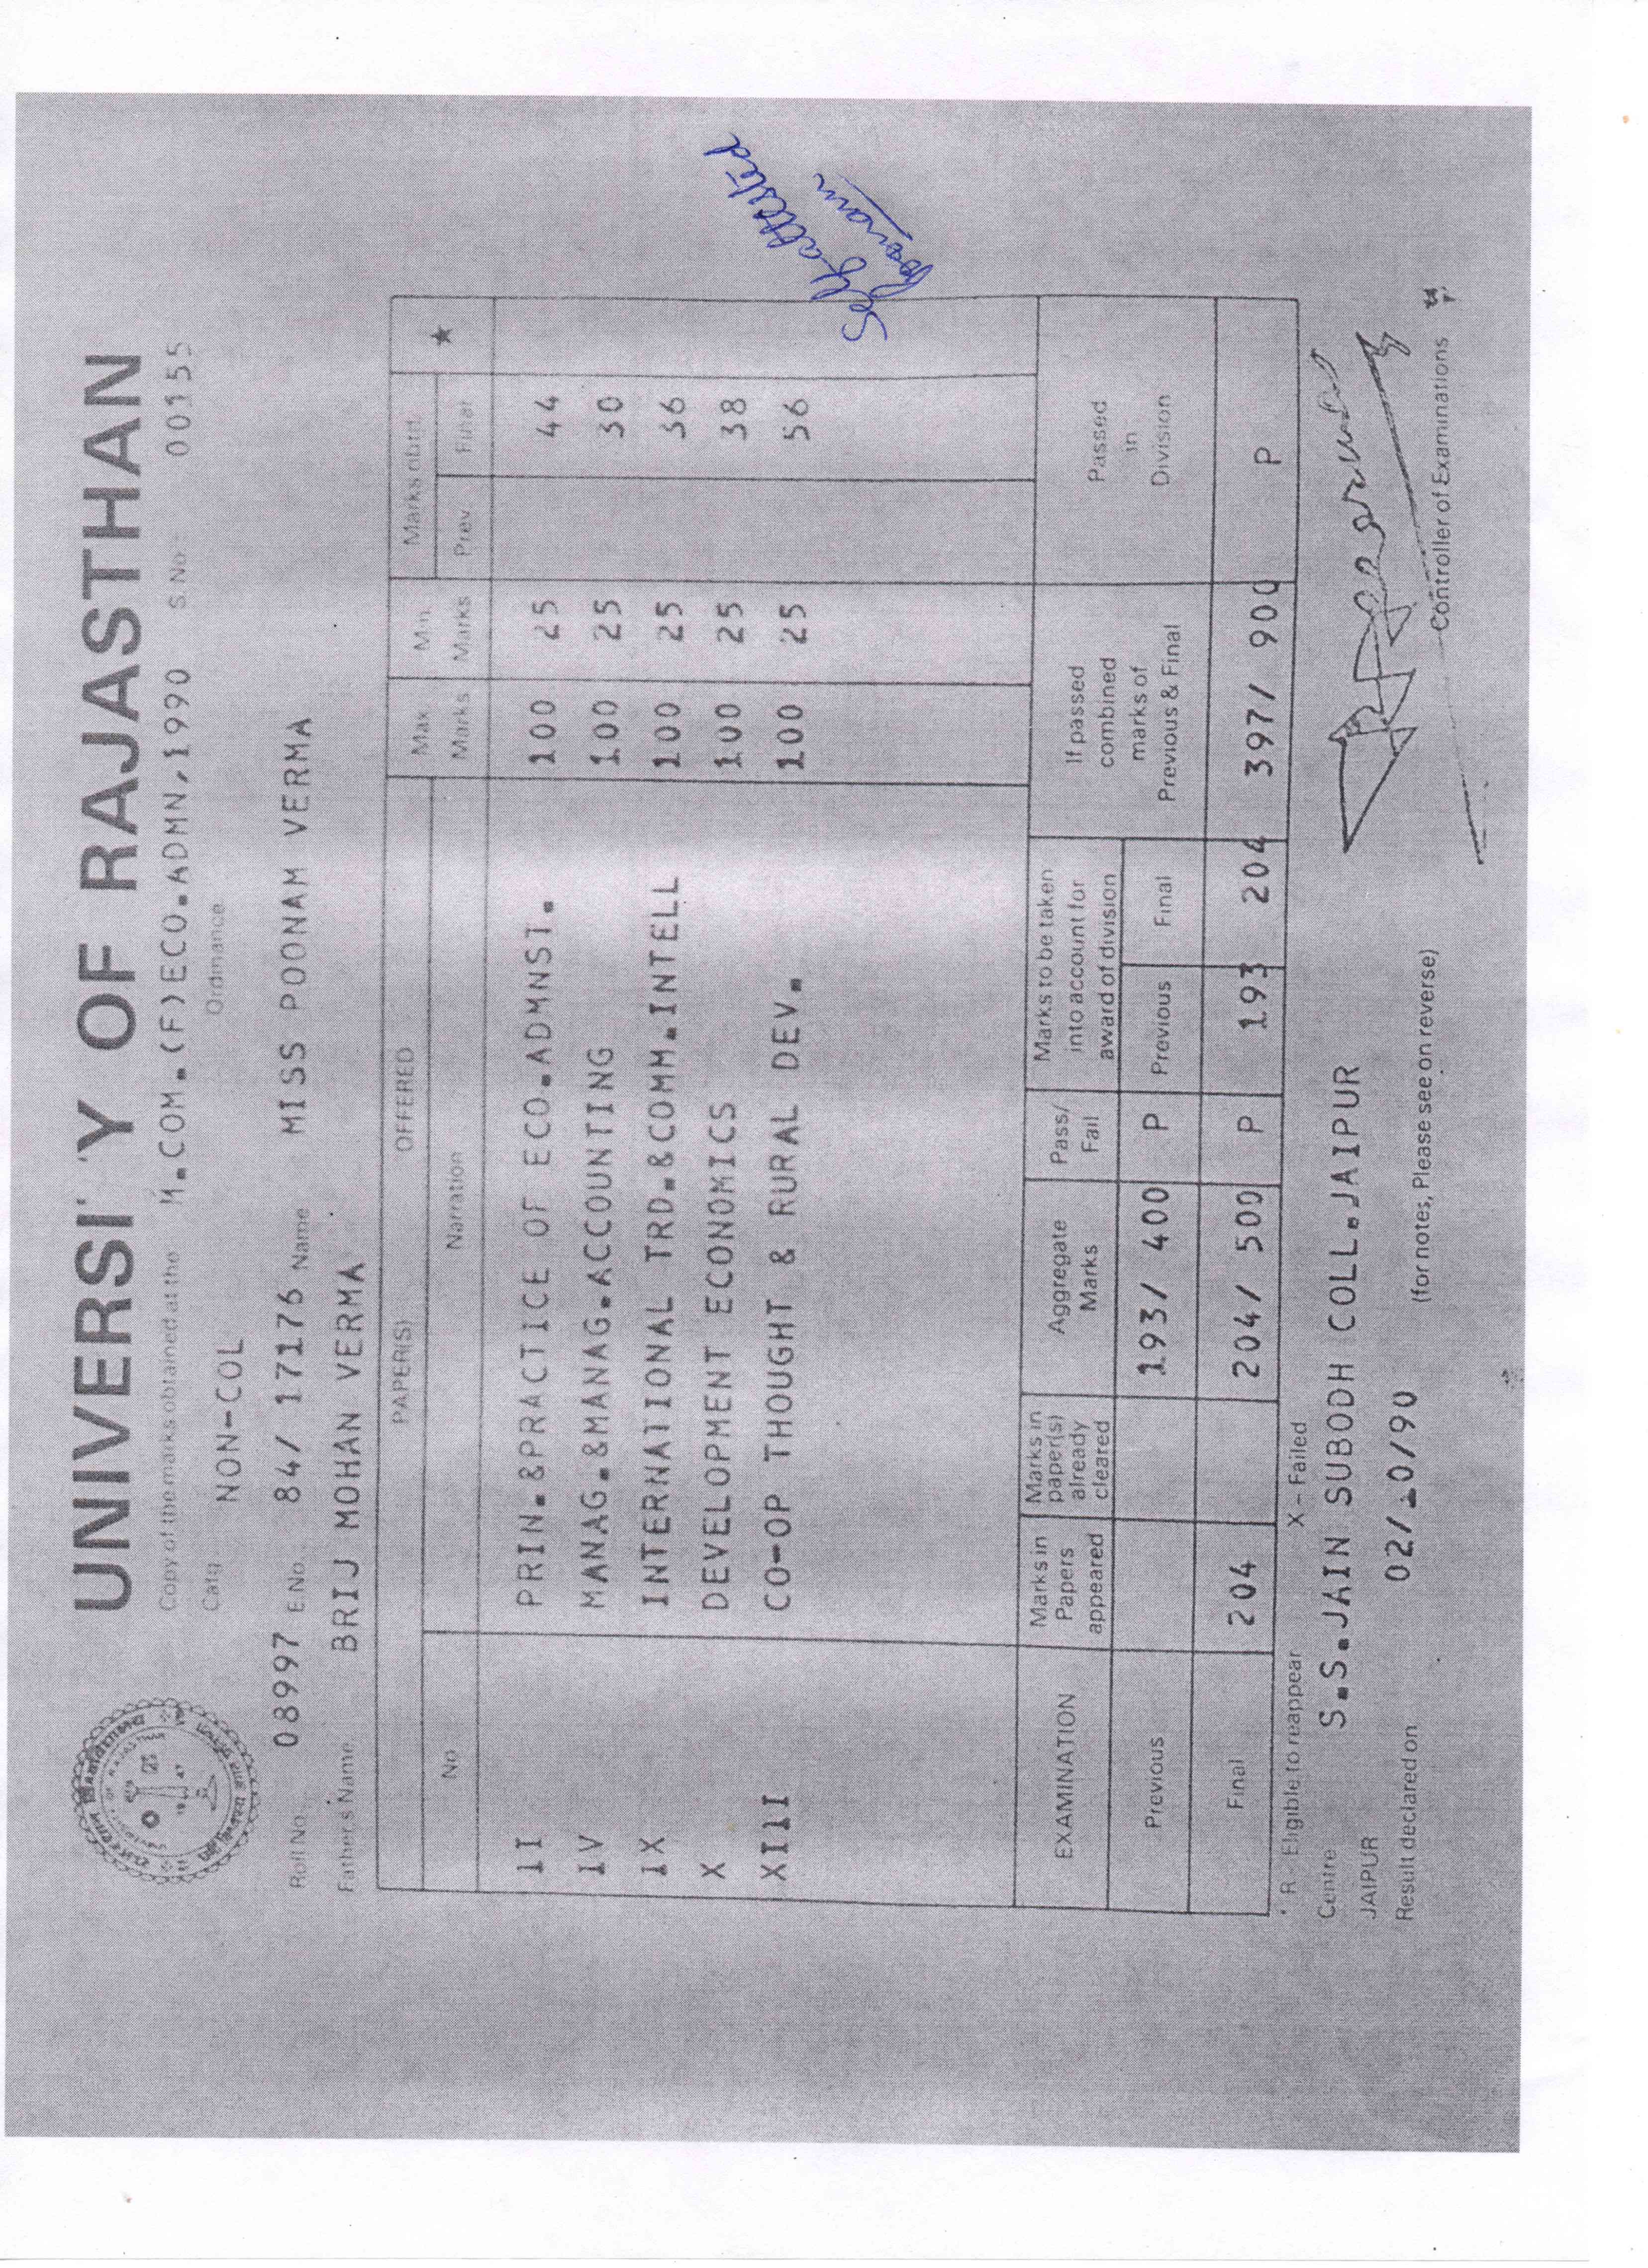 UNIVERSI Y OF RAJASTHAN
Copy of the marks obtained at the M.COM.(F)ECO.ADMN,1990 S.No: 00155
Catg. NON-COL Ordinance
Roll No. 08997 E.No. 84/ 17176 Name MISS POONAM VERMA
Father's Name BRIJ MOHAN VERMA
PAPER(S) OFFERED Max. Marks Min. Marks Marks obtd. ★
No. Narration Prev. Final
II PRIN.&PRACTICE OF ECO.ADMNST. 100 25 44
IV MANAG.&MANAG.ACCOUNTING 100 25 30
IX INTERNATIONAL TRD.&COMM.INTELL 100 25 36
X DEVELOPMENT ECONOMICS 100 25 38
XIII CO-OP THOUGHT & RURAL DEV. 100 25 56
Self attested
Poonam
EXAMINATION Marks in Papers appeared Marks in paper(s) already cleared Aggregate Marks Pass/ Fail Marks to be taken into account for award of division If passed combined marks of Previous & Final Passed in Division
Previous Final
Previous 193/ 400 P
Final 204 204/ 500 P 193 204 397/ 900 P
* R - Eligible to reappear X - Failed
Centre S.S.JAIN SUBODH COLL.JAIPUR
JAIPUR
Result declared on 02/10/90
(for notes, Please see on reverse)
Controller of Examinations